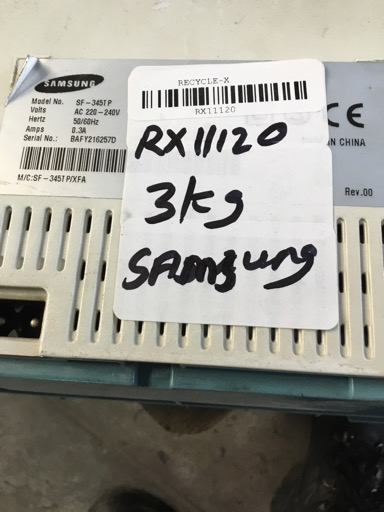 SAMSUNG
Model No. SF-345TP
Volts AC 220-240V
Hertz 50/60Hz
Amps 0.3A
Serial No.: BAFY216257D
M/C:SF-345TP/XFA
RECYCLE-X
RX11120
RX11120
3kg
SAMSung
CE
IN CHINA
Rev.00